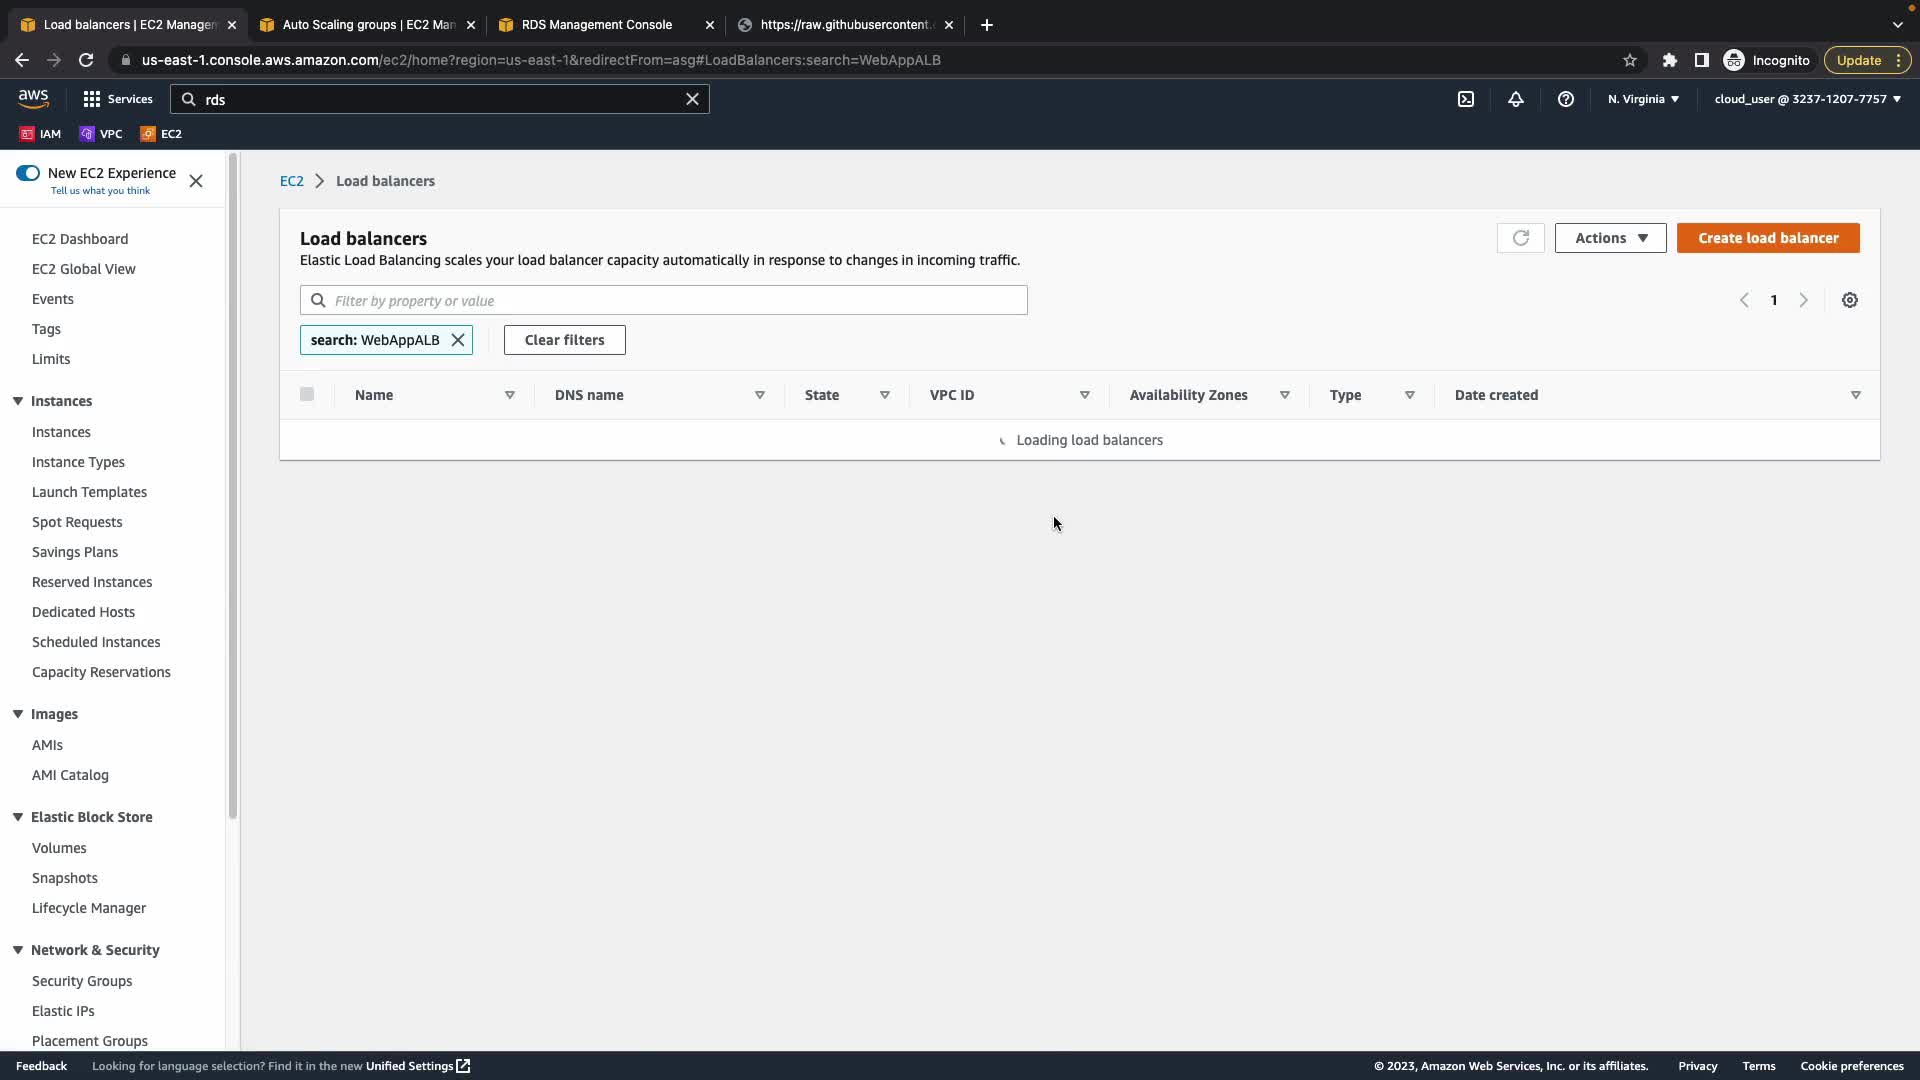 Load balancers | EC2 Managem
Auto Scaling groups | EC2 Man
RDS Management Console
https://raw.githubusercontent.
us-east-1.console.aws.amazon.com/ec2/home?region=us-east-1&redirectFrom=asg#LoadBalancers:search=WebAppALB
Incognito
Update
aws
Services
rds
N. Virginia
cloud_user @ 3237-1207-7757
IAM
VPC
EC2
New EC2 Experience
Tell us what you think
EC2 Dashboard
EC2 Global View
Events
Tags
Limits
Instances
Instances
Instance Types
Launch Templates
Spot Requests
Savings Plans
Reserved Instances
Dedicated Hosts
Scheduled Instances
Capacity Reservations
Images
AMIs
AMI Catalog
Elastic Block Store
Volumes
Snapshots
Lifecycle Manager
Network & Security
Security Groups
Elastic IPs
Placement Groups
EC2 > Load balancers
Load balancers
Elastic Load Balancing scales your load balancer capacity automatically in response to changes in incoming traffic.
Actions
Create load balancer
Filter by property or value
1
search: WebAppALB
Clear filters
Name DNS name State VPC ID Availability Zones Type Date created
Loading load balancers
Feedback
Looking for language selection? Find it in the new Unified Settings
© 2023, Amazon Web Services, Inc. or its affiliates.
Privacy
Terms
Cookie preferences